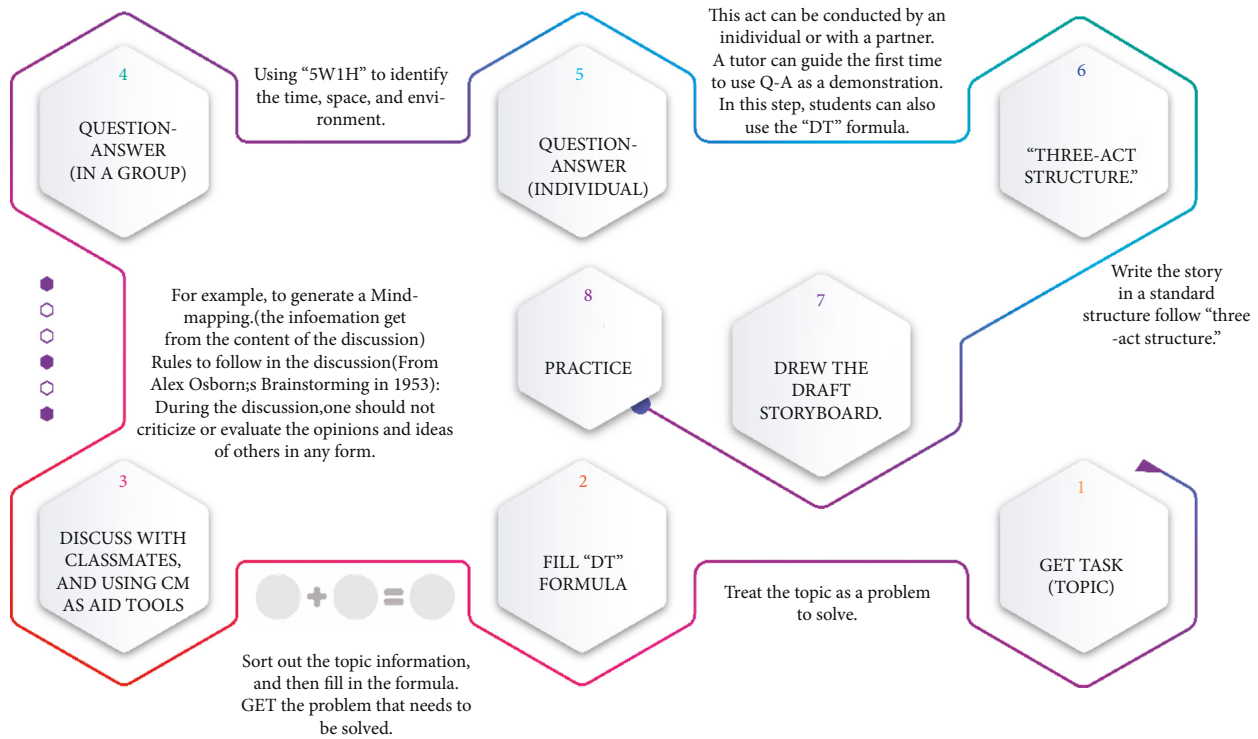 4
QUESTION-
ANSWER
(IN A GROUP)
Using “5W1H” to identify
the time, space, and envi-
ronment.
5
QUESTION-
ANSWER
(INDIVIDUAL)
This act can be conducted by an
inidividual or with a partner.
A tutor can guide the first time
to use Q-A as a demonstration.
In this step, students can also
use the “DT” formula.
6
“THREE-ACT
STRUCTURE.”
For example, to generate a Mind-
mapping.(the infoemation get
from the content of the discussion)
Rules to follow in the discussion(From
Alex Osborn;s Brainstorming in 1953):
During the discussion,one should not
criticize or evaluate the opinions and ideas
of others in any form.
8
PRACTICE
7
DREW THE
DRAFT
STORYBOARD.
Write the story
in a standard
structure follow “three
-act structure.”
3
DISCUSS WITH
CLASSMATES,
AND USING CM
AS AID TOOLS
Sort out the topic information,
and then fill in the formula.
GET the problem that needs to
be solved.
2
FILL “DT”
FORMULA
Treat the topic as a problem
to solve.
1
GET TASK
(TOPIC)